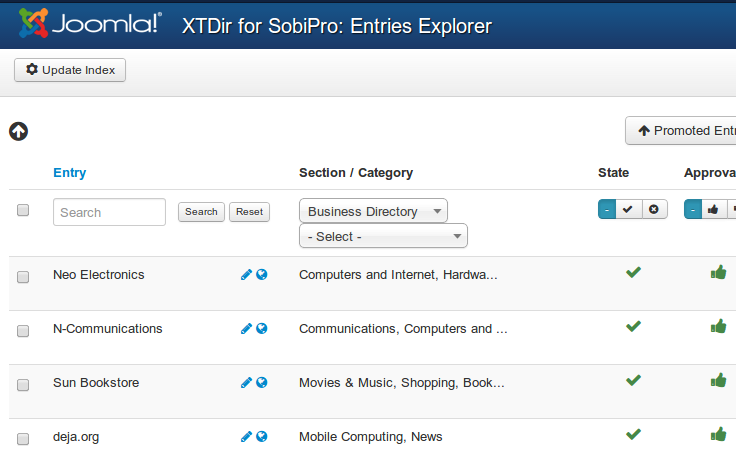 Joomla!® XTDir for SobiPro: Entries Explorer
Update Index
Promoted Entr
Entry Section / Category State Approva
Search Search Reset Business Directory - -
- Select -
Neo Electronics Computers and Internet, Hardwa...
N-Communications Communications, Computers and ...
Sun Bookstore Movies & Music, Shopping, Book...
deja.org Mobile Computing, News